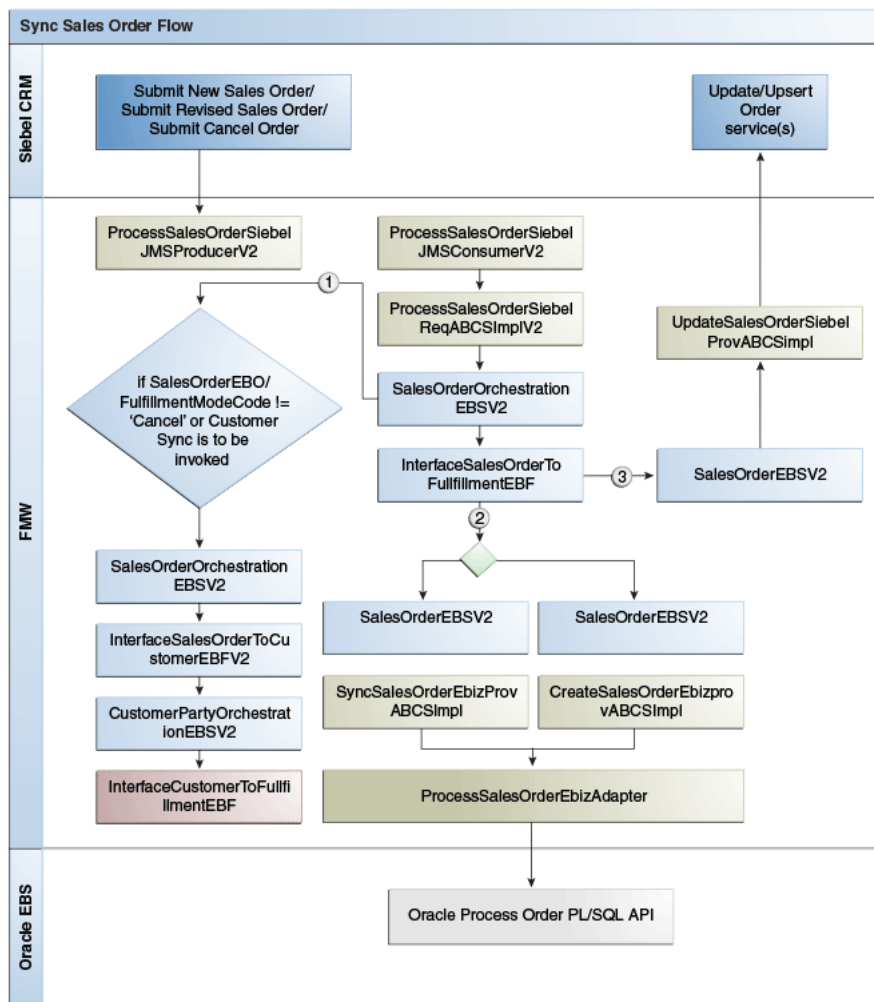 Sync Sales Order Flow
Siebel CRM
Submit New Sales Order/
Submit Revised Sales Order/
Submit Cancel Order
Update/Upsert
Order
service(s)
FMW
ProcessSalesOrderSiebel
JMSProducerV2
ProcessSalesOrderSiebel
JMSConsumerV2
1
ProcessSalesOrderSiebel
ReqABCSImplV2
UpdateSalesOrderSiebel
ProvABCSimpl
if SalesOrderEBO/
FulfillmentModeCode !=
‘Cancel’ or Customer
Sync is to be
invoked
SalesOrderOrchestration
EBSV2
InterfaceSalesOrderTo
FullfillmentEBF
3
SalesOrderEBSV2
2
SalesOrderOrchestration
EBSV2
SalesOrderEBSV2
SalesOrderEBSV2
InterfaceSalesOrderToCu
stomerEBFV2
SyncSalesOrderEbizProv
ABCSImpl
CreateSalesOrderEbizpro
vABCSImpl
CustomerPartyOrchestrat
ionEBSV2
InterfaceCustomerToFullfi
llmentEBF
ProcessSalesOrderEbizAdapter
Oracle EBS
Oracle Process Order PL/SQL API